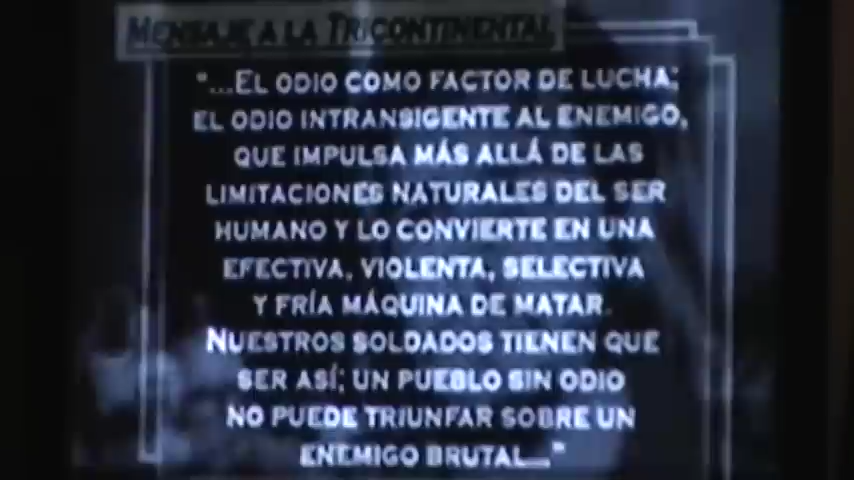 MENSAJE A LA TRICONTINENTAL
"...EL ODIO COMO FACTOR DE LUCHA;
EL ODIO INTRANSIGENTE AL ENEMIGO,
QUE IMPULSA MÁS ALLÁ DE LAS
LIMITACIONES NATURALES DEL SER
HUMANO Y LO CONVIERTE EN UNA
EFECTIVA, VIOLENTA, SELECTIVA
Y FRÍA MÁQUINA DE MATAR.
NUESTROS SOLDADOS TIENEN QUE
SER ASÍ; UN PUEBLO SIN ODIO
NO PUEDE TRIUNFAR SOBRE UN
ENEMIGO BRUTAL..."